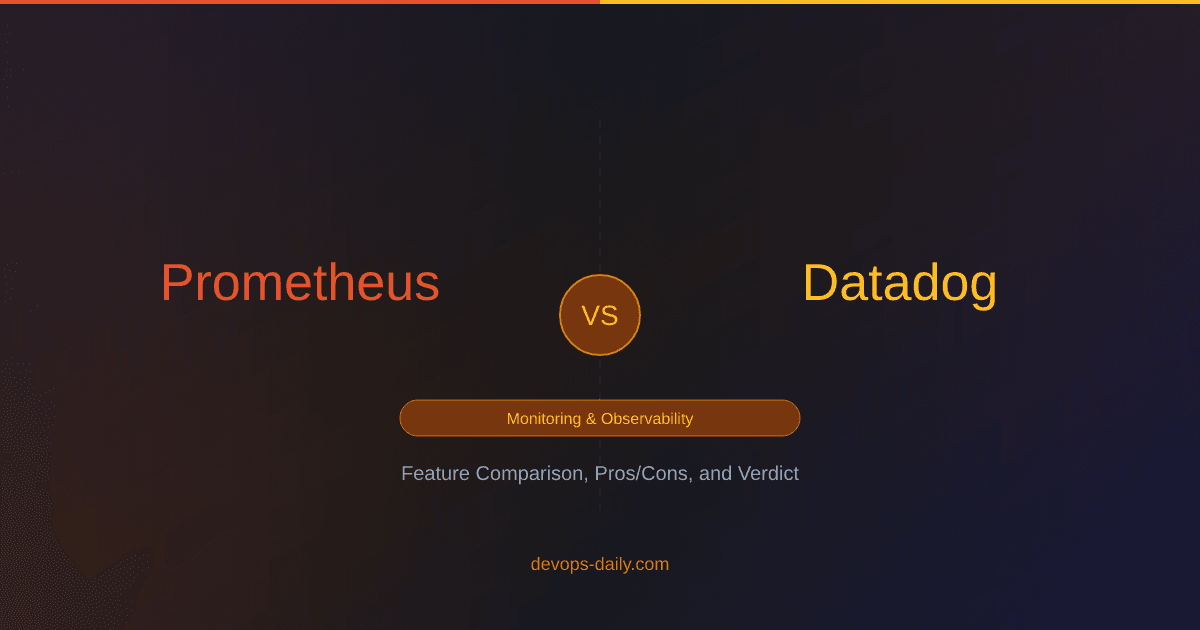 Prometheus
VS
Datadog
Monitoring & Observability
Feature Comparison, Pros/Cons, and Verdict
devops-daily.com